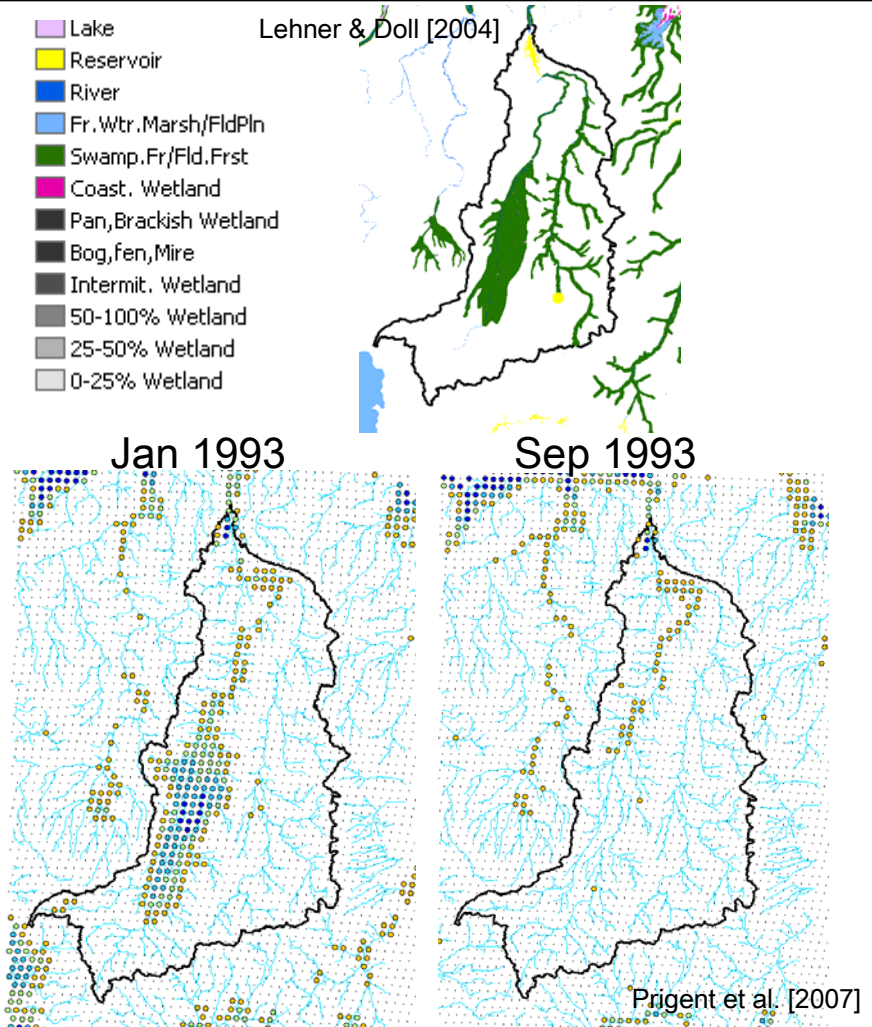 Lehner & Doll [2004]
Lake
Reservoir
River
Fr.Wtr.Marsh/FldPln
Swamp.Fr/Fld.Frst
Coast. Wetland
Pan,Brackish Wetland
Bog,fen,Mire
Intermit. Wetland
50-100% Wetland
25-50% Wetland
0-25% Wetland
Jan 1993
Sep 1993
Prigent et al. [2007]